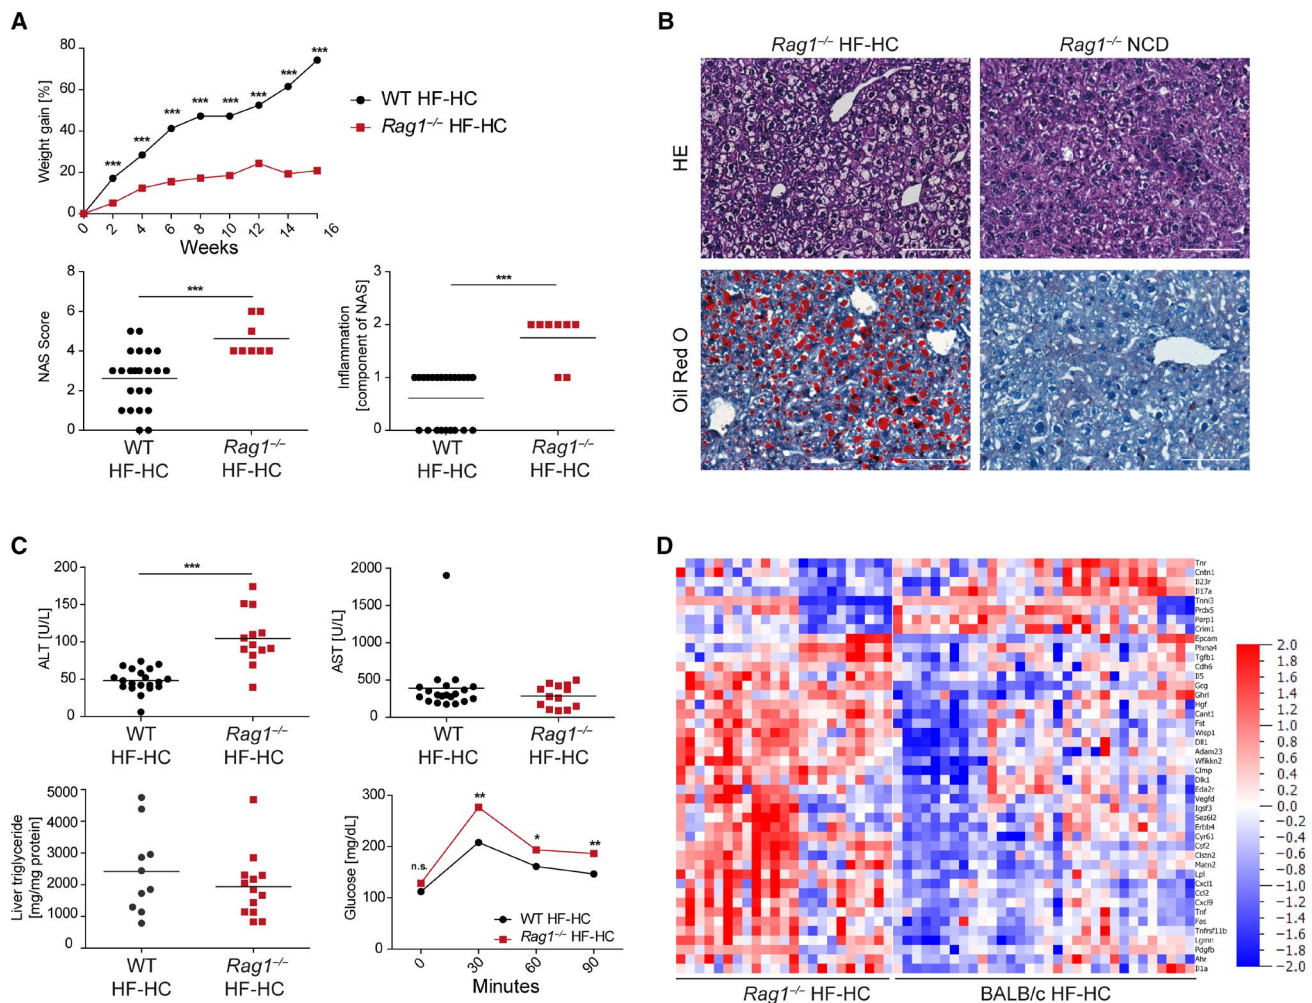 A
80
60
40
20
0
Weight gain [%]
***
***
***
***
***
***
***
***
0
2
4
6
8
10
12
14
16
Weeks
WT HF-HC
Rag1–/– HF-HC
8
6
4
2
0
NAS Score
***
WT
HF-HC
Rag1–/–
HF-HC
3
2
1
0
Inflammation
[component of NAS]
***
WT
HF-HC
Rag1–/–
HF-HC
B
Rag1–/– HF-HC
Rag1–/– NCD
HE
Oil Red O
C
200
150
100
50
0
ALT [U/L]
***
WT
HF-HC
Rag1–/–
HF-HC
2500
2000
1500
1000
500
0
AST [U/L]
WT
HF-HC
Rag1–/–
HF-HC
5000
4000
3000
2000
1000
0
Liver triglyceride
[mg/mg protein]
WT
HF-HC
Rag1–/–
HF-HC
300
200
100
0
Glucose [mg/dL]
n.s.
**
*
**
WT HF-HC
Rag1–/– HF-HC
0
30
60
90
Minutes
D
Tnr
Cntn1
Il23r
Il17a
Tnni3
Prdx5
Parp1
Crim1
Epcam
Plxna4
Tgfb1
Cdh6
Il5
Gcg
Ghrl
Hgf
Cant1
Fst
Wisp1
Dll1
Adam23
Wfikkn2
Clmp
Dlk1
Eda2r
Vegfd
Igsf3
Sez6l2
Erbb4
Cyr61
Csf2
Clstn2
Matn2
Lpl
Cxcl1
Ccl2
Cxcl9
Tnf
Fas
Tnfrsf11b
Lgmn
Pdgfb
Ahr
Il1a
2.0
1.8
1.6
1.4
1.2
1.0
0.8
0.6
0.4
0.2
0.0
-0.2
-0.4
-0.6
-0.8
-1.0
-1.2
-1.4
-1.6
-1.8
-2.0
Rag1–/– HF-HC
BALB/c HF-HC